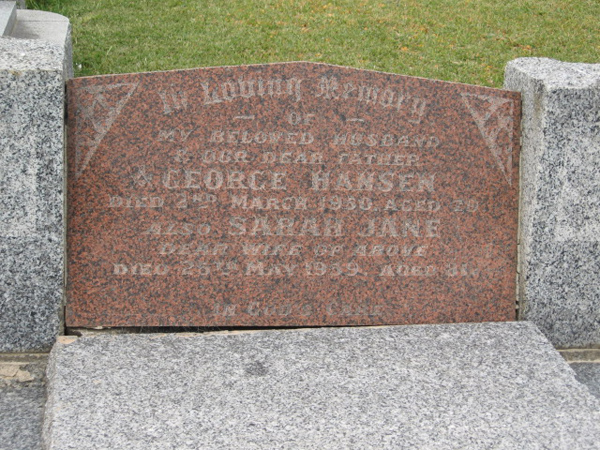 In Loving Memory
OF
MY BELOVED HUSBAND
& OUR DEAR FATHER
GEORGE HANSEN
DIED 2ND MARCH 1950, AGED
ALSO SARAH JANE
DEAR WIFE OF ABOVE
DIED 25TH MAY 1959, AGED
IN GOD'S CARE